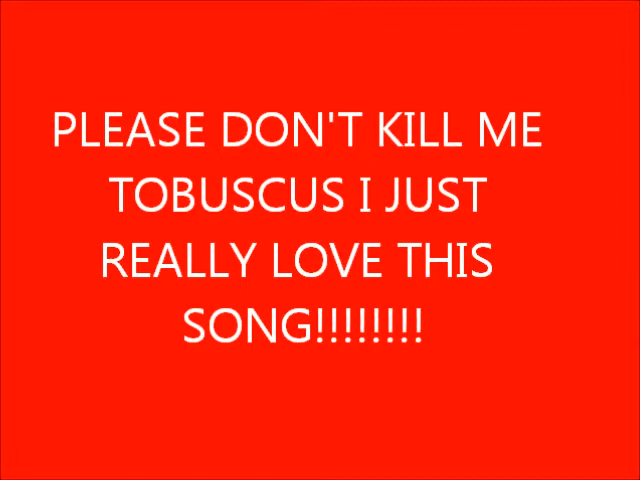 PLEASE DON'T KILL ME
TOBUSCUS I JUST
REALLY LOVE THIS
SONG!!!!!!!!